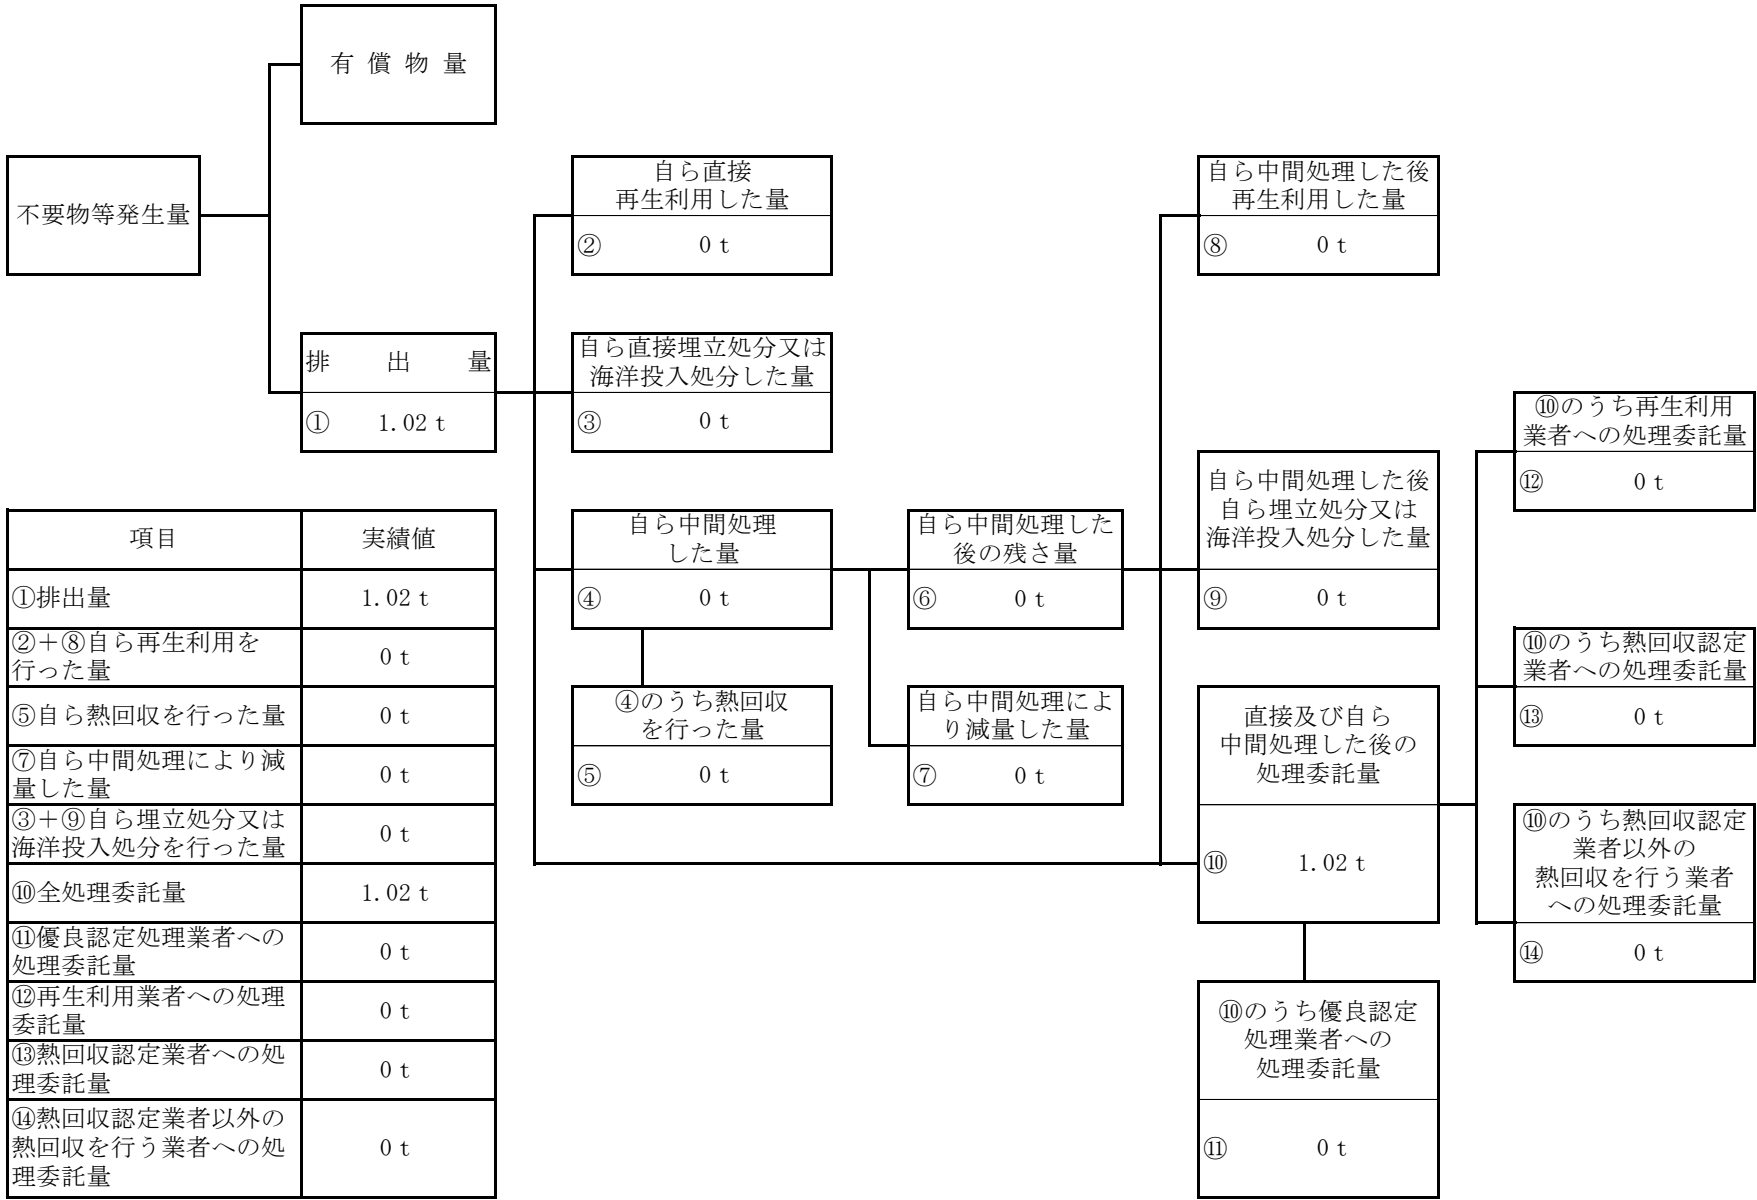 有償物量
不要物等発生量
自ら直接
再生利用した量
② 0 t
自ら中間処理した後
再生利用した量
⑧ 0 t
排出量
① 1.02 t
自ら直接埋立処分又は
海洋投入処分した量
③ 0 t
⑩のうち再生利用
業者への処理委託量
⑫ 0 t
自ら中間処理した後
自ら埋立処分又は
海洋投入処分した量
⑨ 0 t
自ら中間処理
した量
④ 0 t
自ら中間処理した
後の残さ量
⑥ 0 t
⑩のうち熱回収認定
業者への処理委託量
⑬ 0 t
④のうち熱回収
を行った量
⑤ 0 t
自ら中間処理によ
り減量した量
⑦ 0 t
直接及び自ら
中間処理した後の
処理委託量
⑩ 1.02 t
⑩のうち熱回収認定
業者以外の
熱回収を行う業者
への処理委託量
⑭ 0 t
⑩のうち優良認定
処理業者への
処理委託量
⑪ 0 t
項目 実績値
①排出量 1.02 t
②＋⑧自ら再生利用を
行った量 0 t
⑤自ら熱回収を行った量 0 t
⑦自ら中間処理により減
量した量 0 t
③＋⑨自ら埋立処分又は
海洋投入処分を行った量 0 t
⑩全処理委託量 1.02 t
⑪優良認定処理業者への
処理委託量 0 t
⑫再生利用業者への処理
委託量 0 t
⑬熱回収認定業者への処
理委託量 0 t
⑭熱回収認定業者以外の
熱回収を行う業者への処
理委託量 0 t